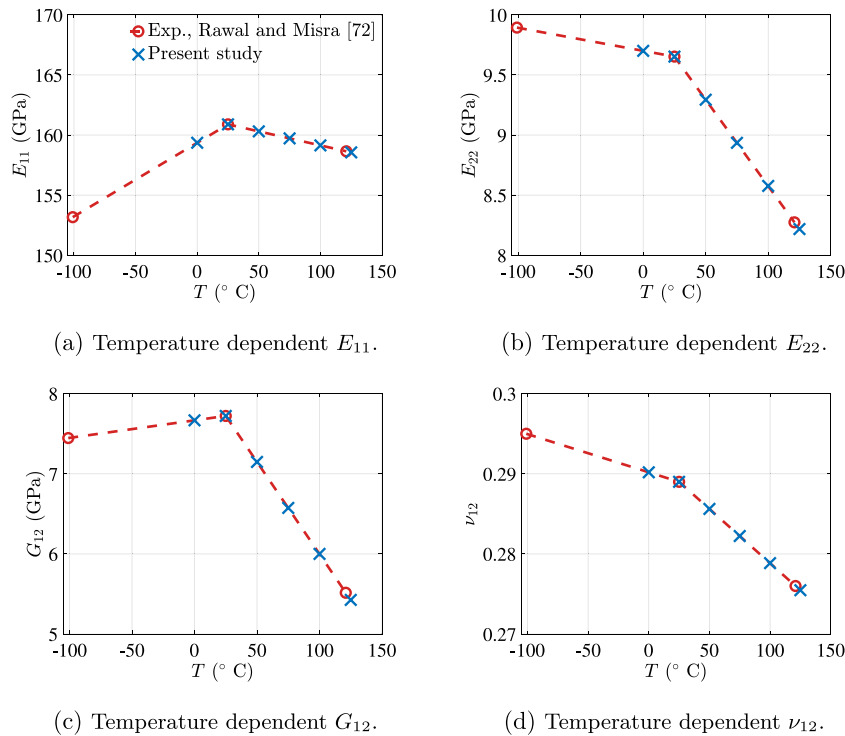 170
165
160
155
150
E₁₁ (GPa)
Exp., Rawal and Misra [72]
Present study
-100 -50 0 50 100 150
T (° C)
(a) Temperature dependent E₁₁.
10
9.5
9
8.5
8
E₂₂ (GPa)
-100 -50 0 50 100 150
T (° C)
(b) Temperature dependent E₂₂.
8
7
6
5
G₁₂ (GPa)
-100 -50 0 50 100 150
T (° C)
(c) Temperature dependent G₁₂.
0.3
0.29
0.28
0.27
ν₁₂
-100 -50 0 50 100 150
T (° C)
(d) Temperature dependent ν₁₂.